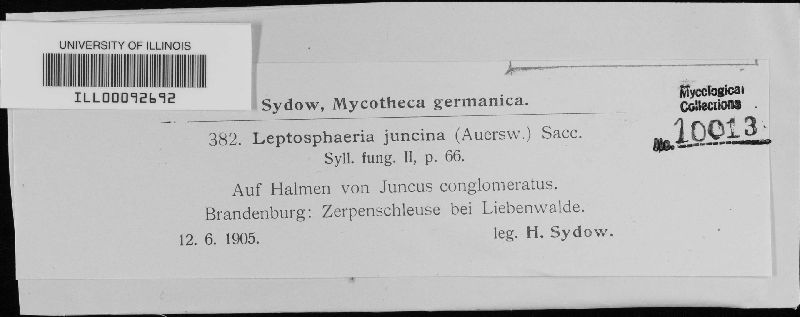 UNIVERSITY OF ILLINOIS
ILL00092692
Sydow, Mycotheca germanica.
Mycological
Collections
No. 10013
382. Leptosphaeria juncina (Auersw.) Sacc.
Syll. fung. II, p. 66.
Auf Halmen von Juncus conglomeratus.
Brandenburg: Zerpenschleuse bei Liebenwalde.
12. 6. 1905.
leg. H. Sydow.